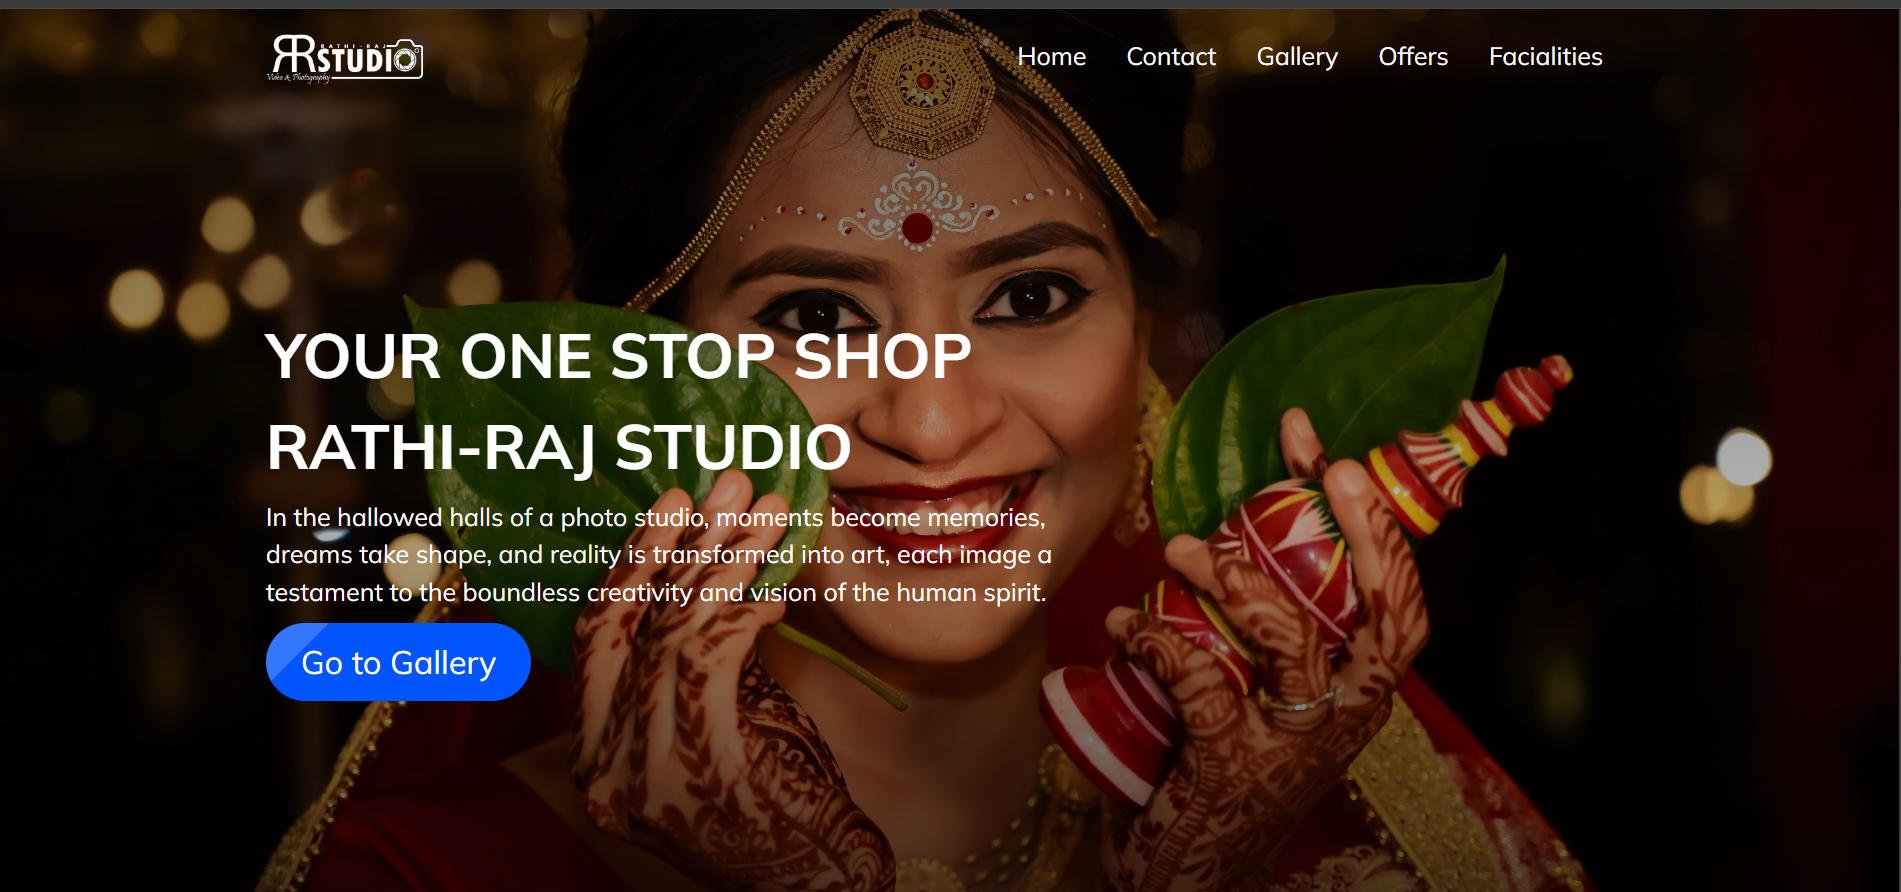 RATHI-RAJ
RR STUDIO
Video & Photography
Home Contact Gallery Offers Facialities
YOUR ONE STOP SHOP
RATHI-RAJ STUDIO
In the hallowed halls of a photo studio, moments become memories,
dreams take shape, and reality is transformed into art, each image a
testament to the boundless creativity and vision of the human spirit.
Go to Gallery